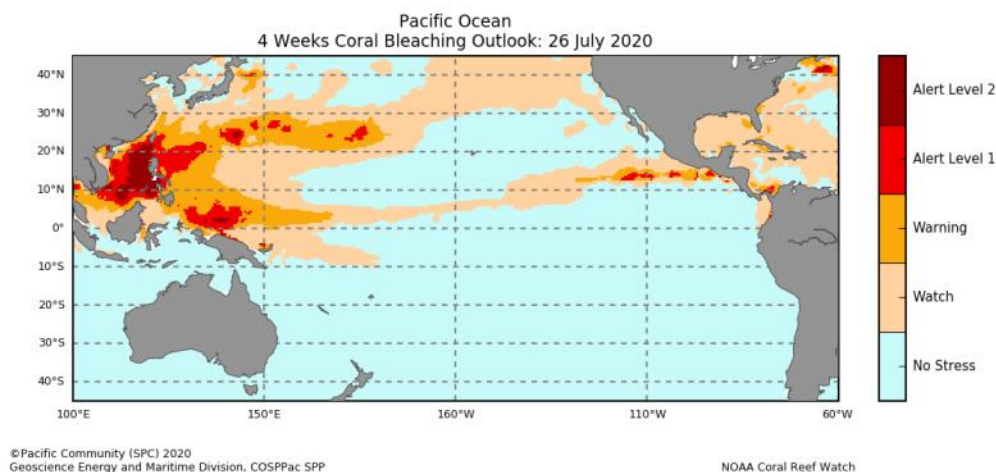 Pacific Ocean
4 Weeks Coral Bleaching Outlook: 26 July 2020
40°N
30°N
20°N
10°N
0°
10°S
20°S
30°S
40°S
100°E
150°E
160°W
110°W
60°W
Alert Level 2
Alert Level 1
Warning
Watch
No Stress
©Pacific Community (SPC) 2020
Geoscience Energy and Maritime Division, COSPPac SPP
NOAA Coral Reef Watch